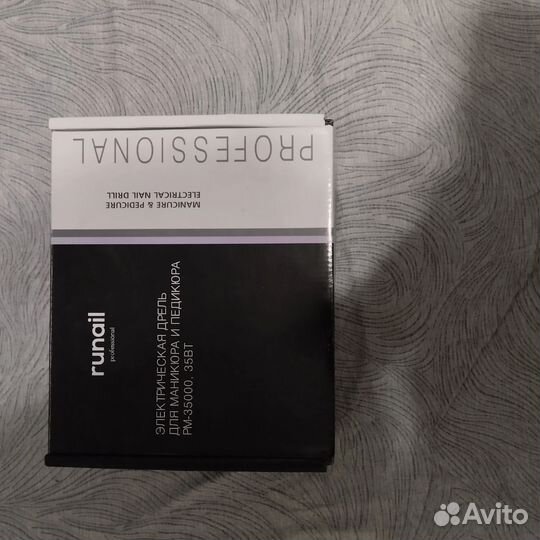 PROFESSIONAL
MANICURE & PEDICURE
ELECTRICAL NAIL DRILL
runail
professional
ЭЛЕКТРИЧЕСКАЯ ДРЕЛЬ
ДЛЯ МАНИКЮРА И ПЕДИКЮРА
PM-35000, 35ВТ
Avito